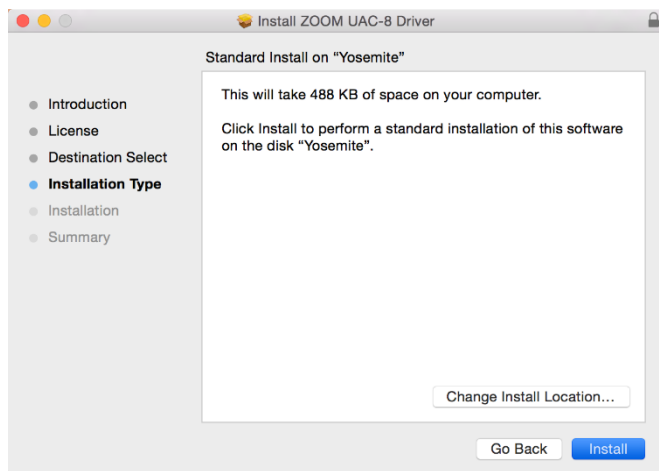 Install ZOOM UAC-8 Driver
Standard Install on “Yosemite”
Introduction
License
Destination Select
Installation Type
Installation
Summary
This will take 488 KB of space on your computer.
Click Install to perform a standard installation of this software
on the disk “Yosemite”.
Change Install Location...
Go Back
Install